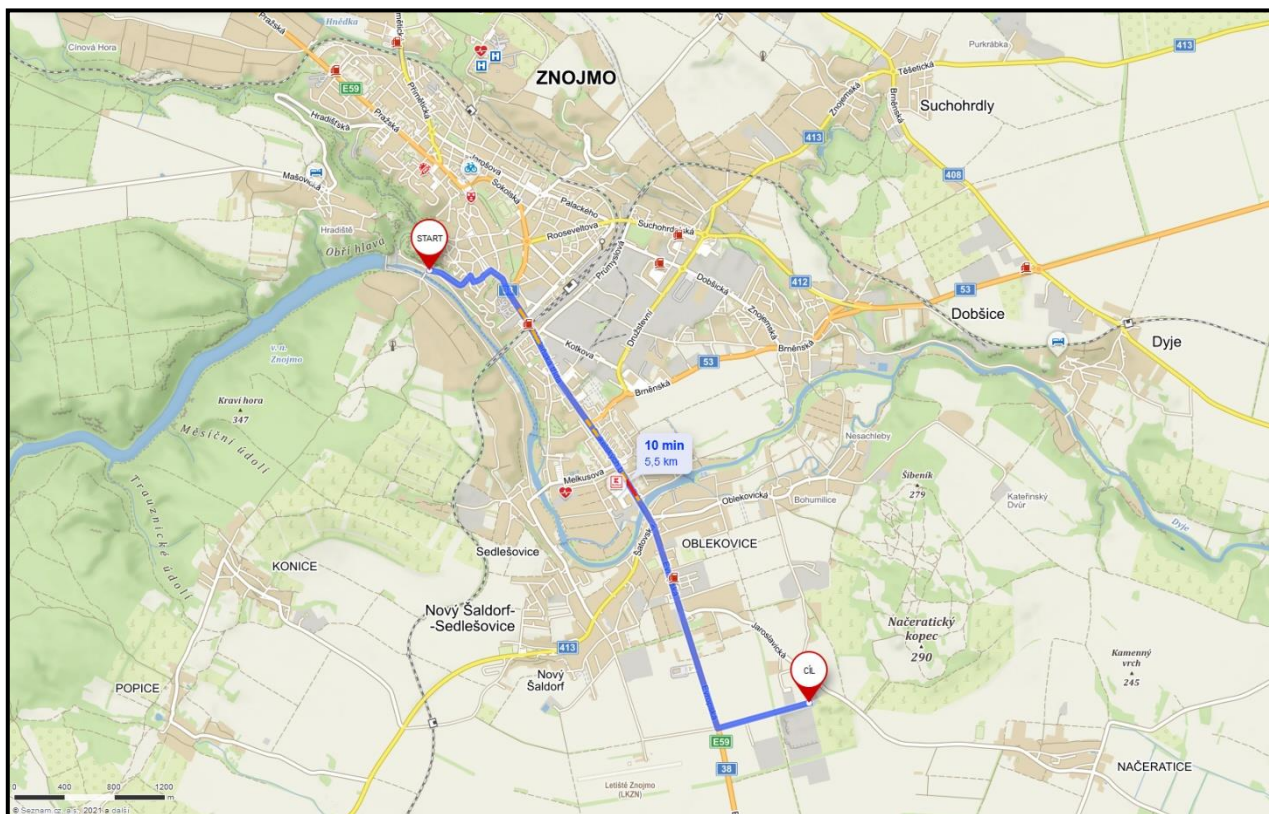 Hnědka
Pražská
Cínová Hora
Přímětická
H
H
ZNOJMO
Purkrábka
413
Těšetická
E59
Hradišťská
Pražská
Znojemská
Brněnská
Suchohrdly
Mašovická
Jarošova
Sokolská
413
Palackého
408
Hradiště
Obří hlava
START
Rooseveltova
Suchohrdelská
Průmyslová
412
53
Dobšická
Znojemská
Dobšice
Družstevní
Dyje
v. n.
Znojmo
Kotkova
Brněnská
53
Brněnská
Kraví hora
347
Měsíční údolí
10 min
5,5 km
Nesachleby
Melkusova
Šibeník
279
Trauznické údolí
Oblekovická
Bohumilice
Kateřinský
Dvůr
Dyje
Sedlešovice
OBLEKOVICE
KONICE
Nový Šaldorf-
-Sedlešovice
Jaroslavická
Načeratický
kopec
290
413
CÍL
Kamenný
vrch
245
Nový
Šaldorf
POPICE
E59
38
NAČERATICE
Letiště Znojmo
(LKZN)
0 400 800 1200 m
© Seznam.cz, a.s., 2021 a další